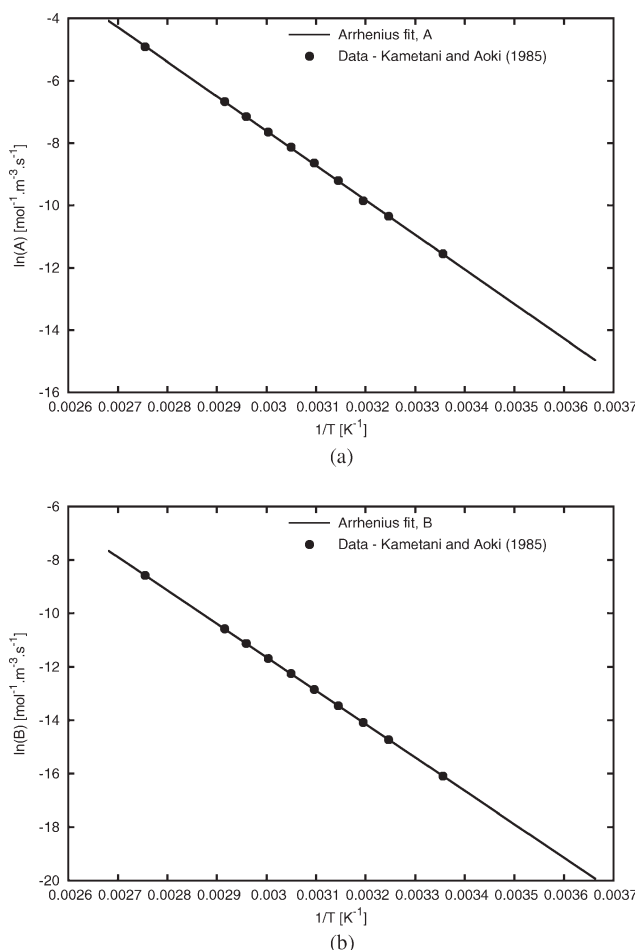 -4
-6
-8
-10
-12
-14
-16
ln(A) [mol⁻¹.m⁻³.s⁻¹]
Arrhenius fit, A
Data - Kametani and Aoki (1985)
0.0026 0.0027 0.0028 0.0029 0.003 0.0031 0.0032 0.0033 0.0034 0.0035 0.0036 0.0037
1/T [K⁻¹]
(a)
-6
-8
-10
-12
-14
-16
-18
-20
ln(B) [mol⁻¹.m⁻³.s⁻¹]
Arrhenius fit, B
Data - Kametani and Aoki (1985)
0.0026 0.0027 0.0028 0.0029 0.003 0.0031 0.0032 0.0033 0.0034 0.0035 0.0036 0.0037
1/T [K⁻¹]
(b)